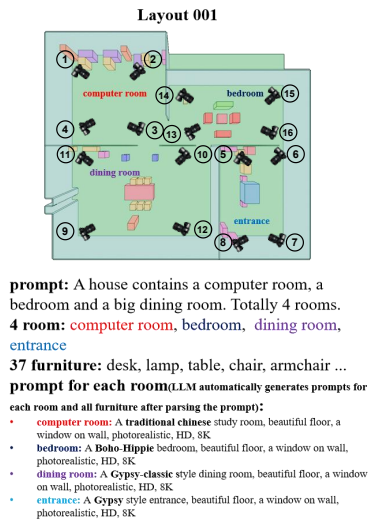 Layout 001
1
2
computer room
14
bedroom
15
4
3
13
16
11
10
5
6
dining room
entrance
9
12
8
7
prompt: A house contains a computer room, a
bedroom and a big dining room. Totally 4 rooms.
4 room: computer room, bedroom, dining room,
entrance
37 furniture: desk, lamp, table, chair, armchair ...
prompt for each room(LLM automatically generates prompts for
each room and all furniture after parsing the prompt):
• computer room: A traditional chinese study room, beautiful floor, a
window on wall, photorealistic, HD, 8K
• bedroom: A Boho-Hippie bedroom, beautiful floor, a window on wall,
photorealistic, HD, 8K
• dining room: A Gypsy-classic style dining room, beautiful floor, a window
on wall, photorealistic, HD, 8K
• entrance: A Gypsy style entrance, beautiful floor, a window on wall,
photorealistic, HD, 8K